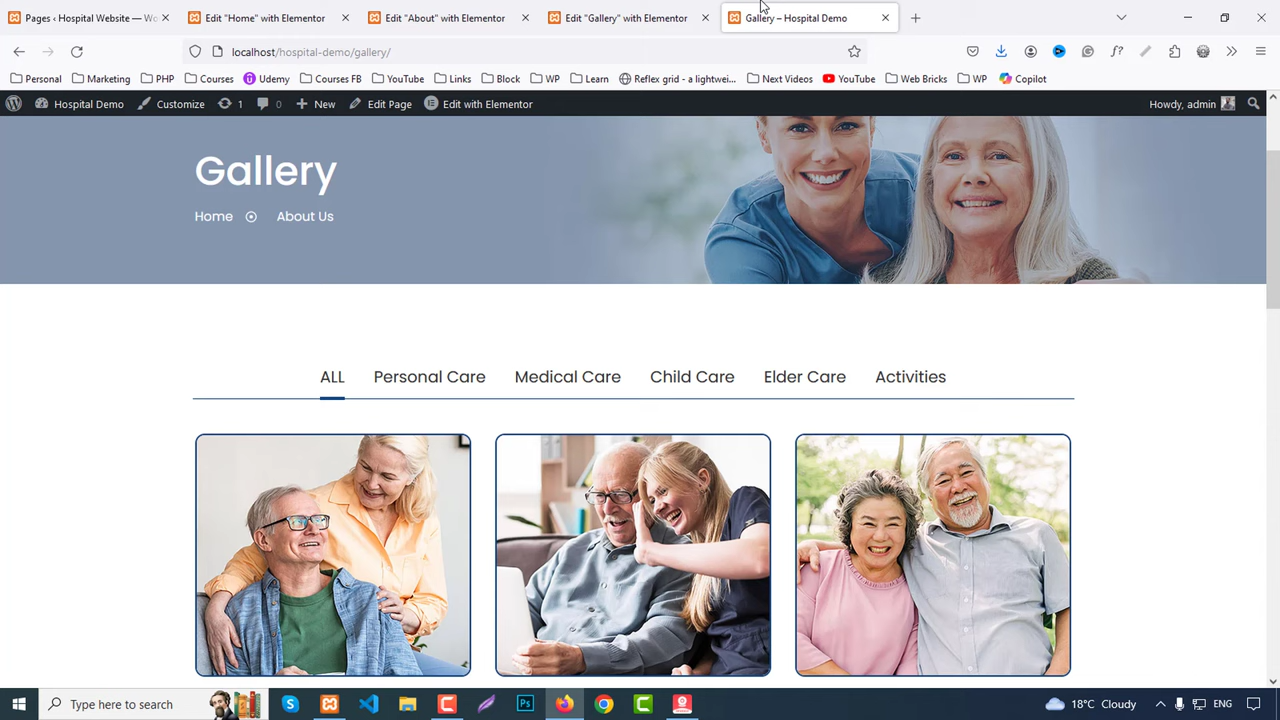 Pages ‹ Hospital Website — Wo
Edit "Home" with Elementor
Edit "About" with Elementor
Edit "Gallery" with Elementor
Gallery – Hospital Demo
localhost/hospital-demo/gallery/
Personal
Marketing
PHP
Courses
Udemy
Courses FB
YouTube
Links
Block
WP
Learn
Reflex grid - a lightwei...
Next Videos
YouTube
Web Bricks
WP
Copilot
Hospital Demo
Customize
1
0
New
Edit Page
Edit with Elementor
Howdy, admin
Gallery
Home
About Us
ALL
Personal Care
Medical Care
Child Care
Elder Care
Activities
Type here to search
Ps
18°C Cloudy
ENG